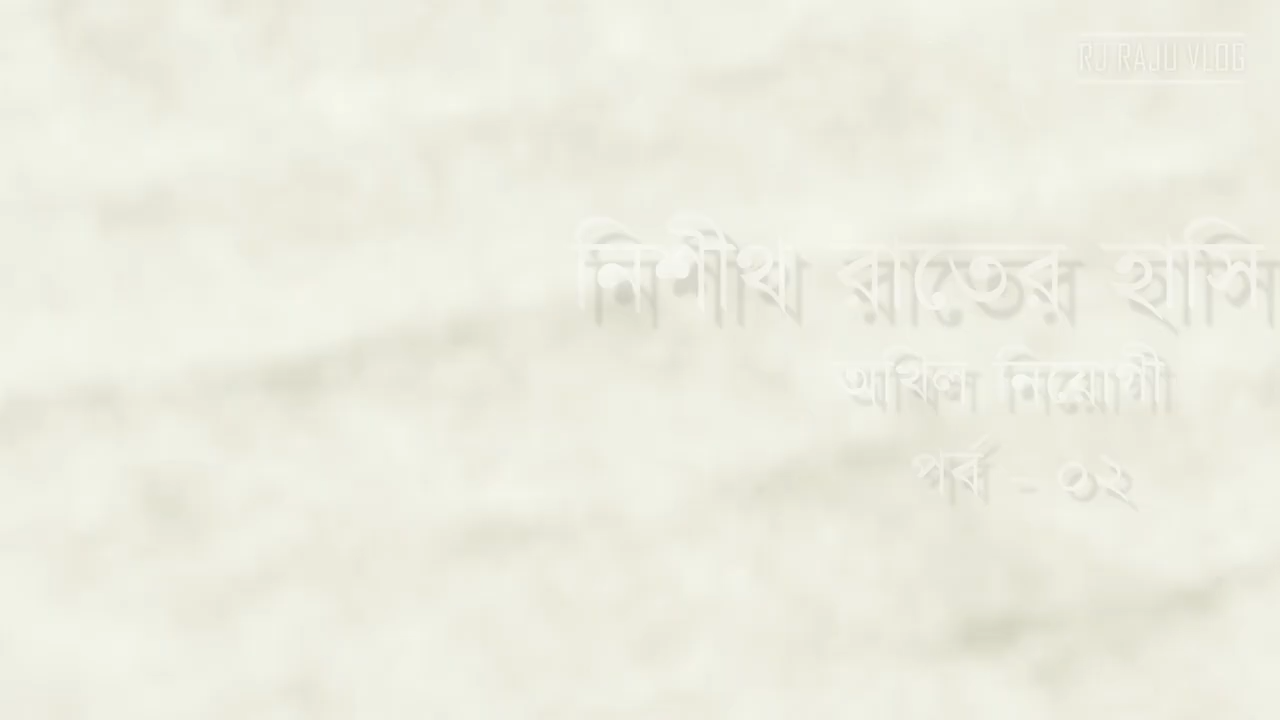 RJ RAJU VLOG
নিশীথ রাতের হাসি
অখিল নিয়োগী
পর্ব - ০২